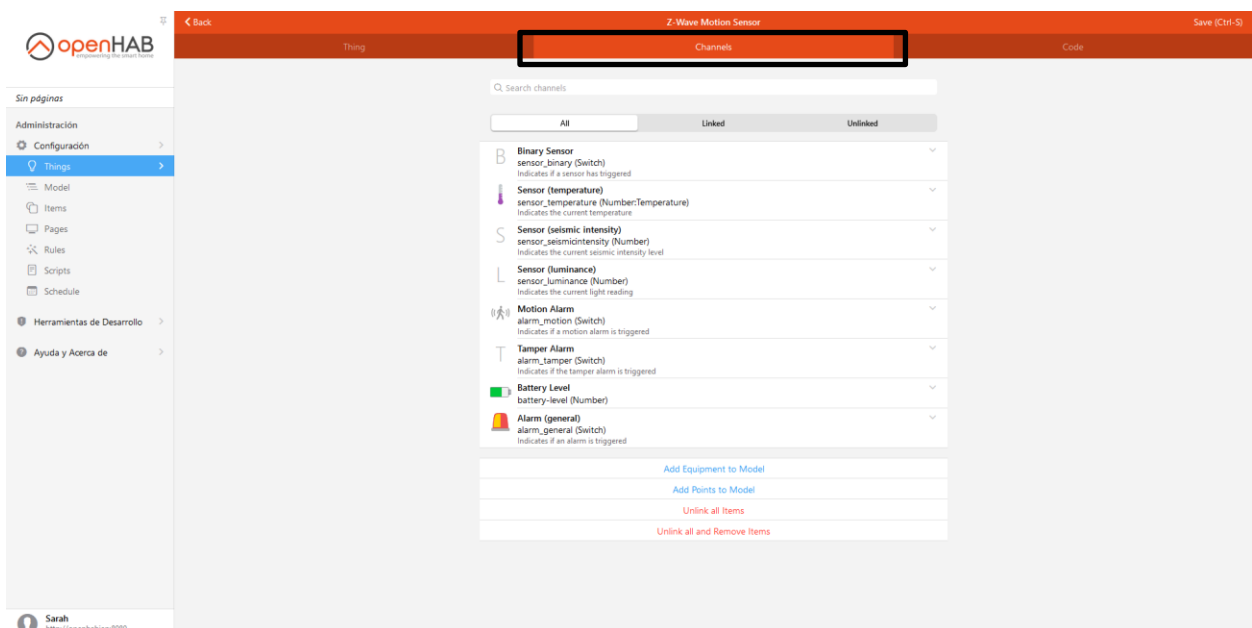 openHAB
empowering the smart home
Sin páginas
Administración
Configuración
Things
Model
Items
Pages
Rules
Scripts
Schedule
Herramientas de Desarrollo
Ayuda y Acerca de
Sarah
Back
Z-Wave Motion Sensor
Save (Ctrl-S)
Thing
Channels
Code
Search channels
All
Linked
Unlinked
B
Binary Sensor
sensor_binary (Switch)
Indicates if a sensor has triggered
Sensor (temperature)
sensor_temperature (Number:Temperature)
Indicates the current temperature
S
Sensor (seismic intensity)
sensor_seismicintensity (Number)
Indicates the current seismic intensity level
L
Sensor (luminance)
sensor_luminance (Number)
Indicates the current light reading
Motion Alarm
alarm_motion (Switch)
Indicates if a motion alarm is triggered
T
Tamper Alarm
alarm_tamper (Switch)
Indicates if the tamper alarm is triggered
Battery Level
battery-level (Number)
Alarm (general)
alarm_general (Switch)
Indicates if an alarm is triggered
Add Equipment to Model
Add Points to Model
Unlink all Items
Unlink all and Remove Items